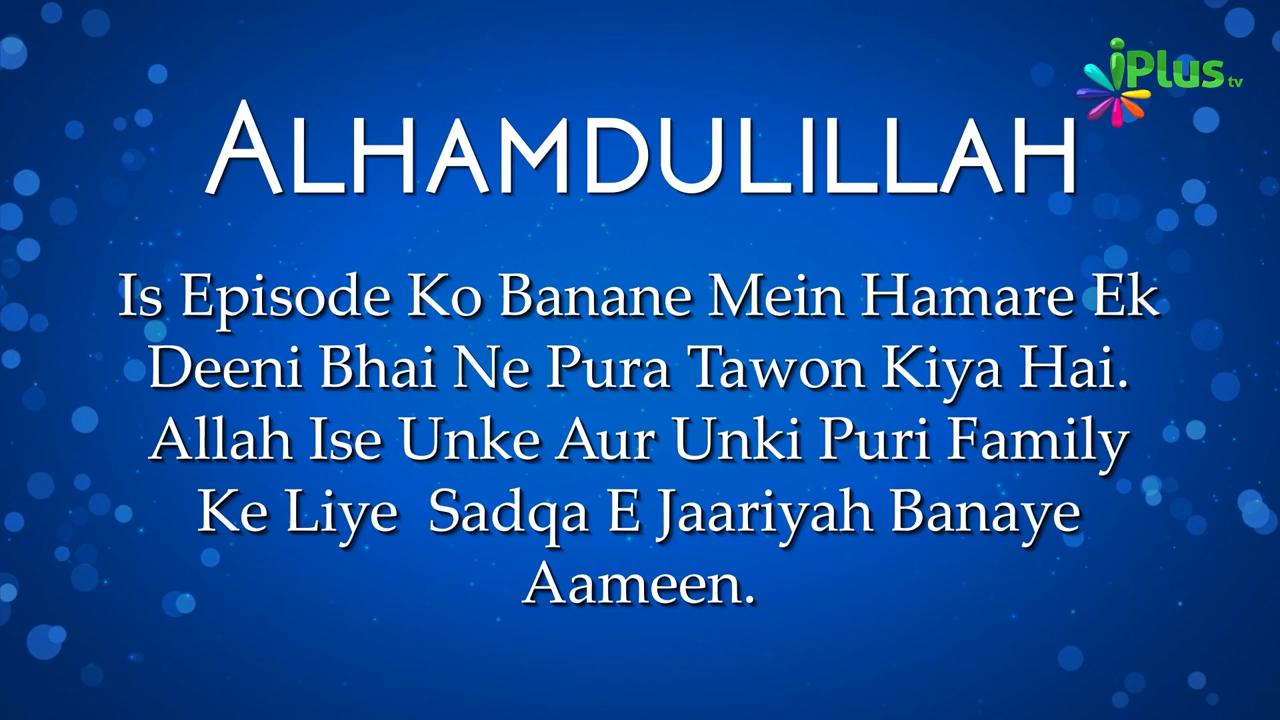 iPlus tv
ALHAMDULILLAH
Is Episode Ko Banane Mein Hamare Ek
Deeni Bhai Ne Pura Tawon Kiya Hai.
Allah Ise Unke Aur Unki Puri Family
Ke Liye  Sadqa E Jaariyah Banaye
Aameen.